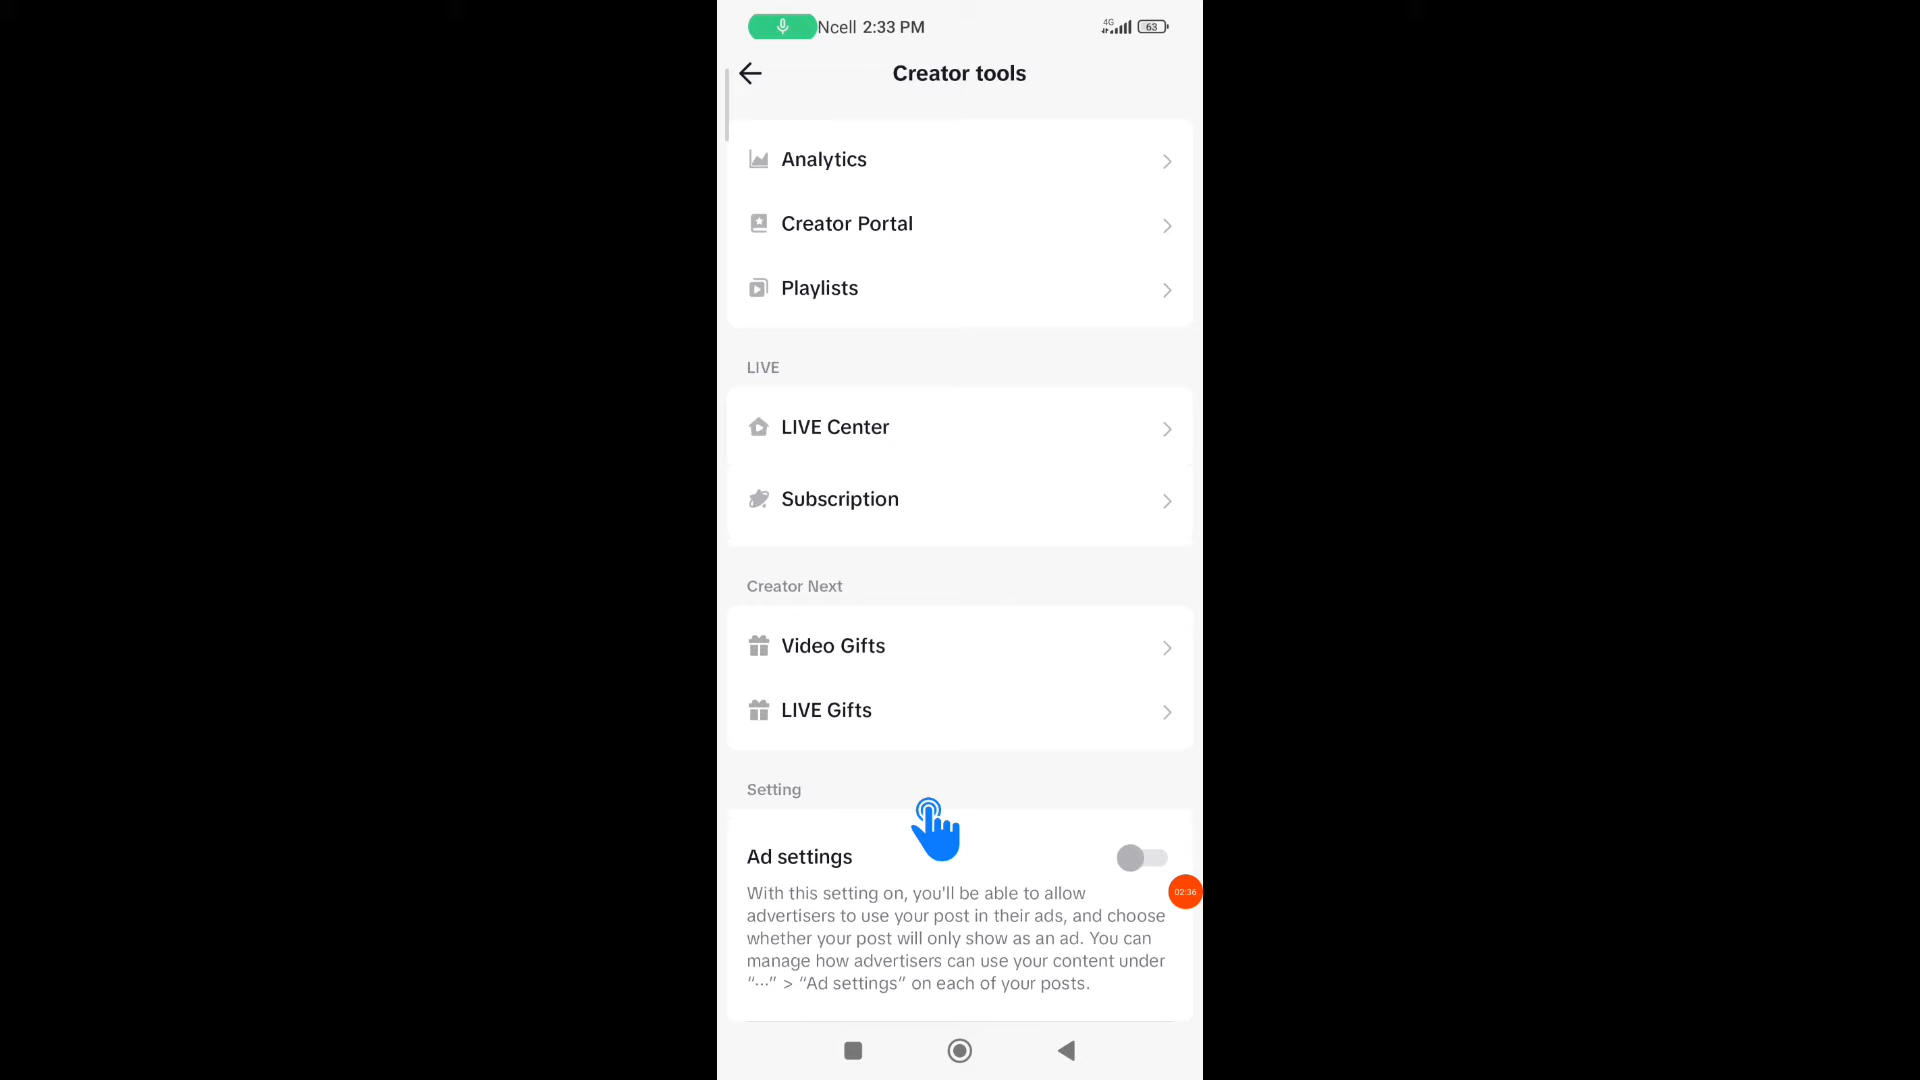 Ncell 2:33 PM
4G
63
Creator tools
Analytics
Creator Portal
Playlists
LIVE
LIVE Center
Subscription
Creator Next
Video Gifts
LIVE Gifts
Setting
Ad settings
With this setting on, you'll be able to allow
advertisers to use your post in their ads, and choose
whether your post will only show as an ad. You can
manage how advertisers can use your content under
“···” > “Ad settings” on each of your posts.
02:36